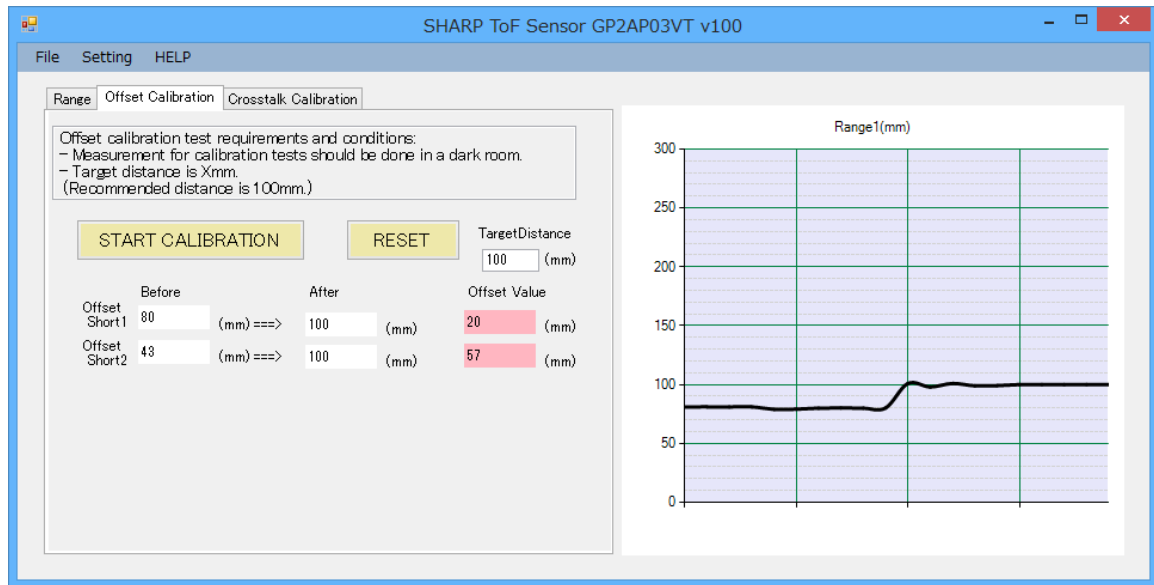 SHARP ToF Sensor GP2AP03VT v100
File Setting HELP
Range Offset Calibration Crosstalk Calibration
Offset calibration test requirements and conditions:
- Measurement for calibration tests should be done in a dark room.
- Target distance is Xmm.
(Recommended distance is 100mm.)
START CALIBRATION RESET TargetDistance
100 (mm)
Before After Offset Value
Offset
Short1 80 (mm) ===> 100 (mm) 20 (mm)
Offset
Short2 43 (mm) ===> 100 (mm) 57 (mm)
Range1(mm)
300
250
200
150
100
50
0